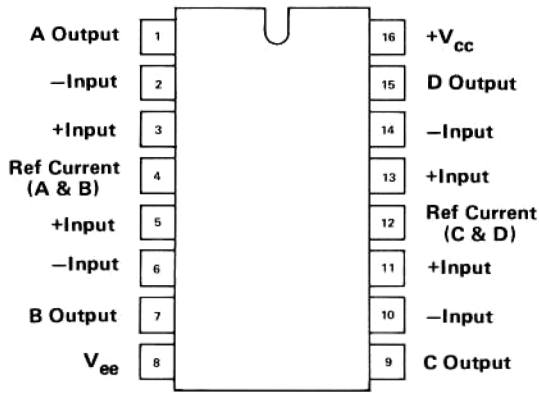 A Output 1
−Input 2
+Input 3
Ref Current
(A & B) 4
+Input 5
−Input 6
B Output 7
Vee 8
16 +Vcc
15 D Output
14 −Input
13 +Input
12 Ref Current
(C & D)
11 +Input
10 −Input
9 C Output